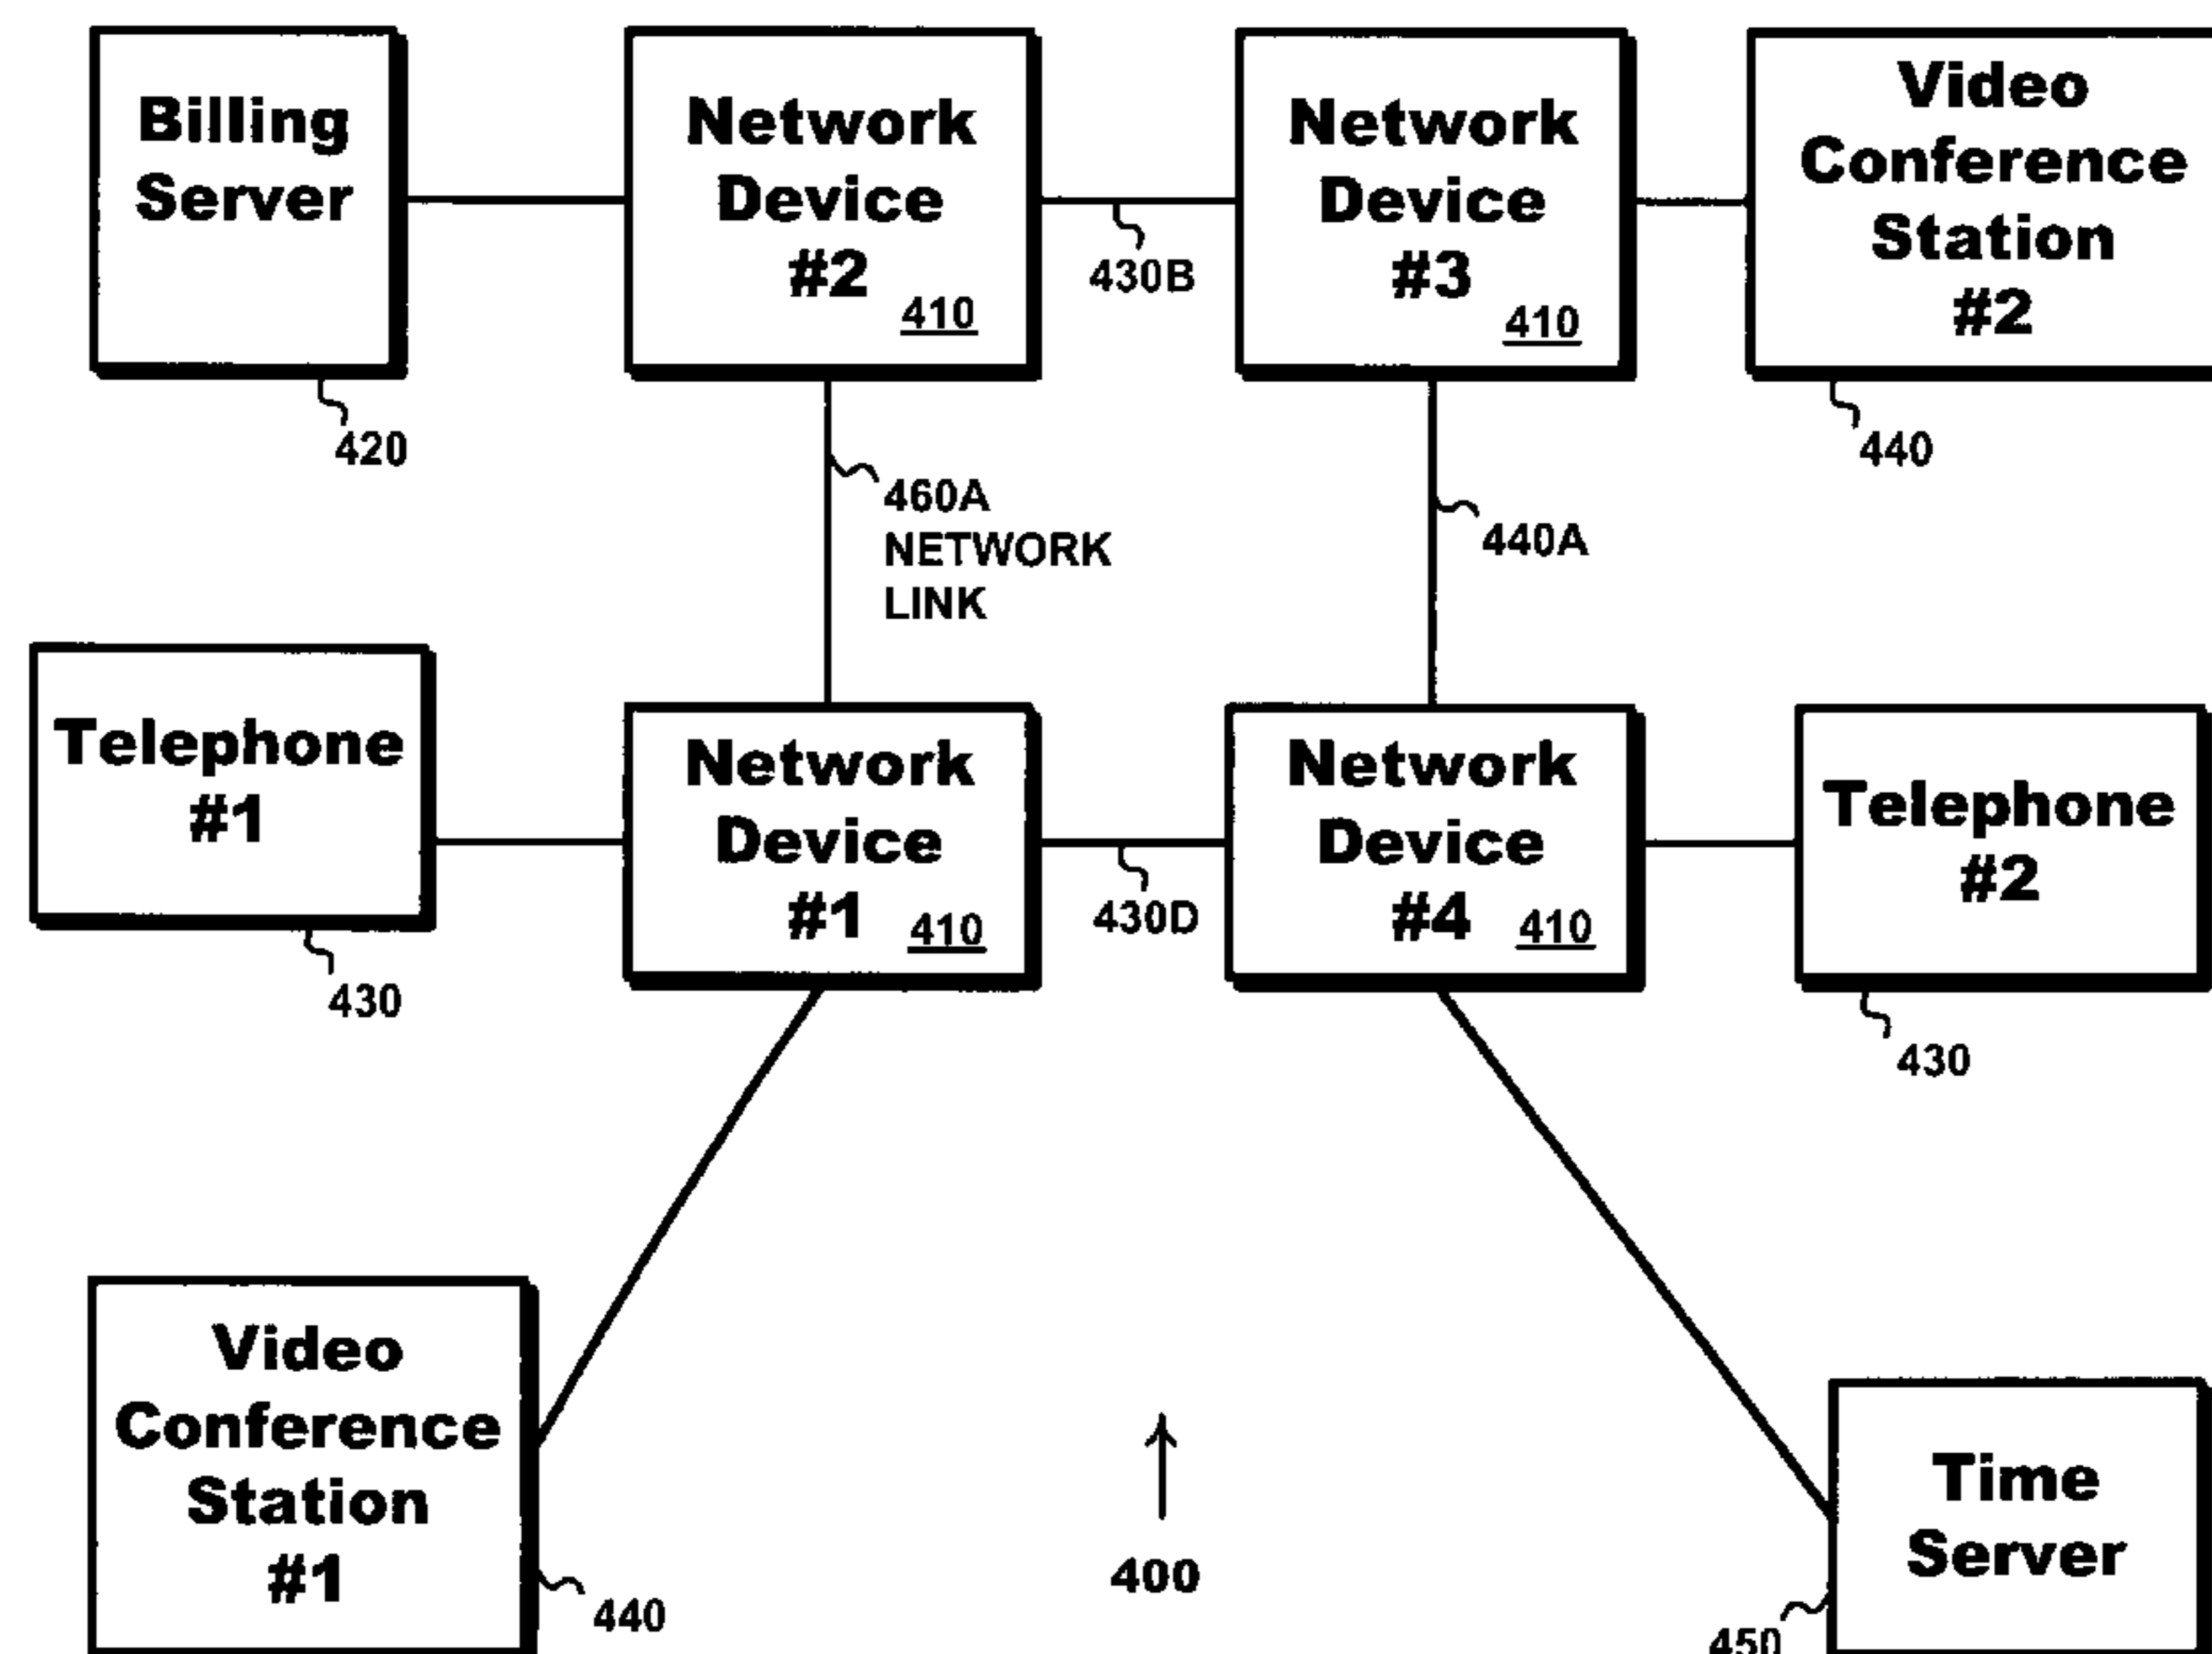 Billing
Server
420
Network
Device
#2
410
430B
Network
Device
#3
410
Video
Conference
Station
#2
440
460A
NETWORK
LINK
440A
Telephone
#1
430
Network
Device
#1
410
430D
Network
Device
#4
410
Telephone
#2
430
Video
Conference
Station
#1
440
400
Time
Server
450